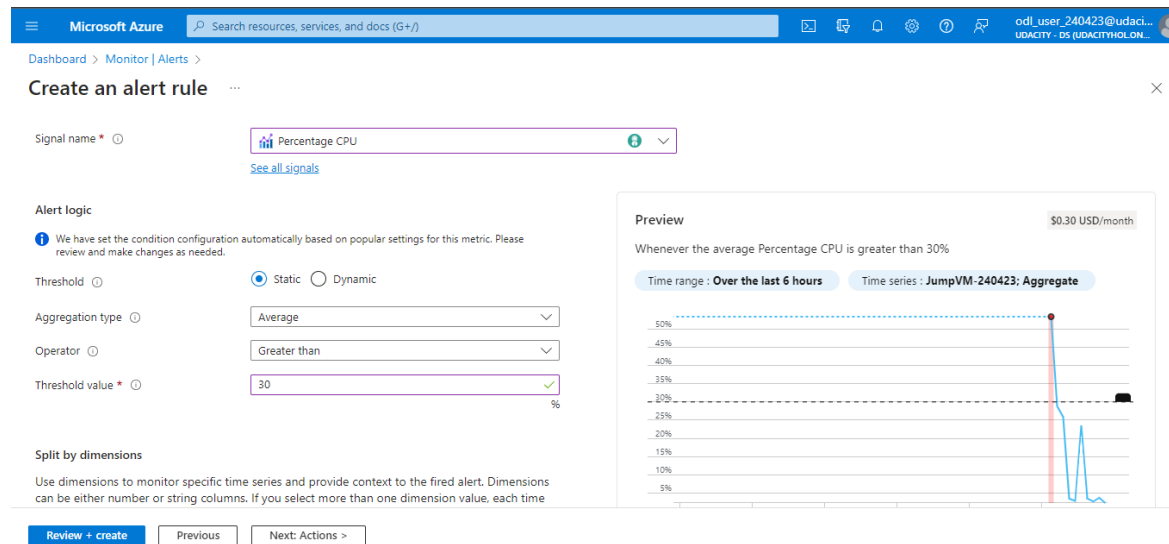 Microsoft Azure
Search resources, services, and docs (G+/)
odl_user_240423@udaci...
UDACITY - DS (UDACITYHOL.ON...
Dashboard > Monitor | Alerts >
Create an alert rule ...
Signal name *
Percentage CPU
See all signals
Alert logic
We have set the condition configuration automatically based on popular settings for this metric. Please
review and make changes as needed.
Threshold
Static
Dynamic
Aggregation type
Average
Operator
Greater than
Threshold value *
30
%
Split by dimensions
Use dimensions to monitor specific time series and provide context to the fired alert. Dimensions
can be either number or string columns. If you select more than one dimension value, each time
Preview
$0.30 USD/month
Whenever the average Percentage CPU is greater than 30%
Time range : Over the last 6 hours
Time series : JumpVM-240423; Aggregate
50%
45%
40%
35%
30%
25%
20%
15%
10%
5%
Review + create
Previous
Next: Actions >